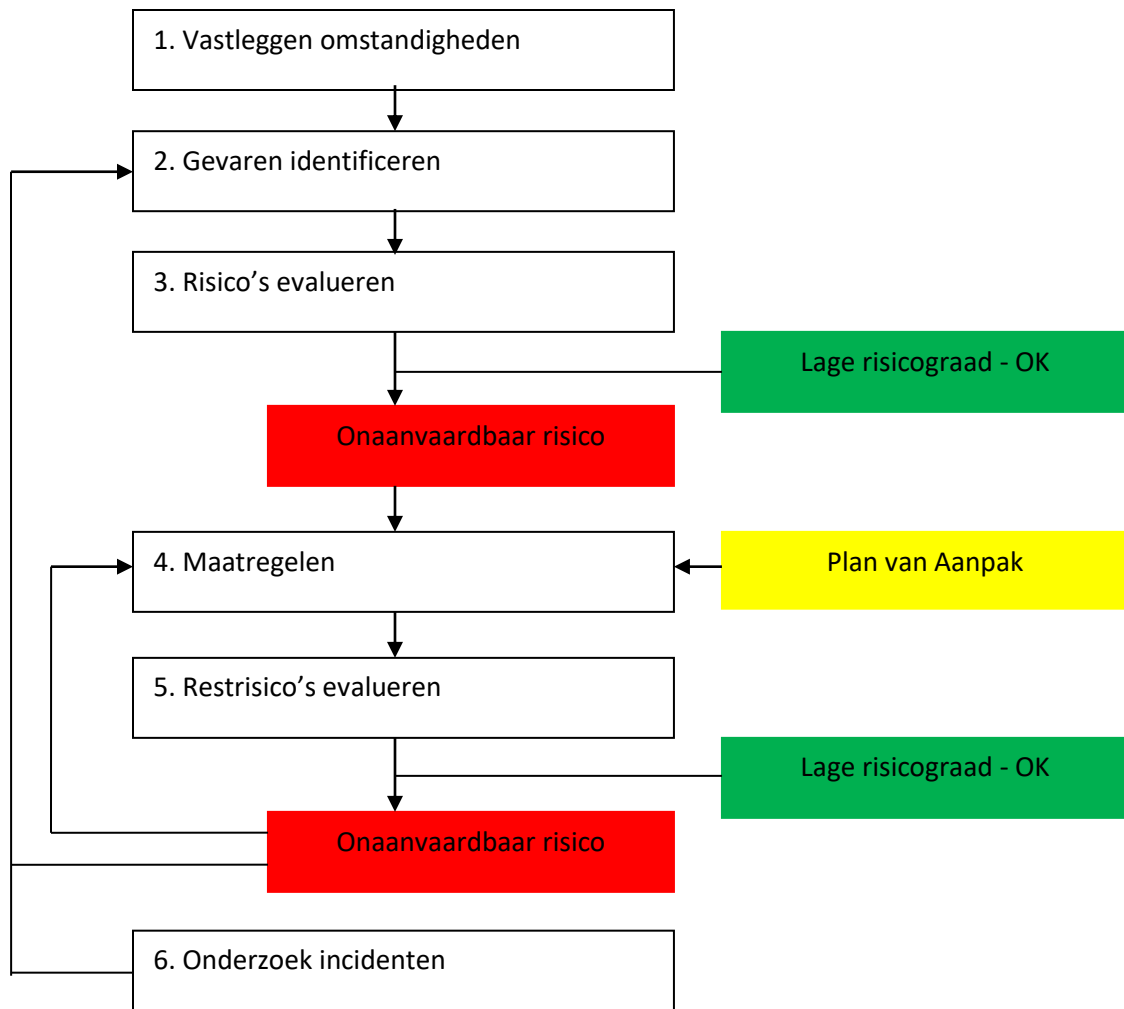 1. Vastleggen omstandigheden
2. Gevaren identificeren
3. Risico’s evalueren
Lage risicograad - OK
Onaanvaardbaar risico
4. Maatregelen
Plan van Aanpak
5. Restrisico’s evalueren
Lage risicograad - OK
Onaanvaardbaar risico
6. Onderzoek incidenten